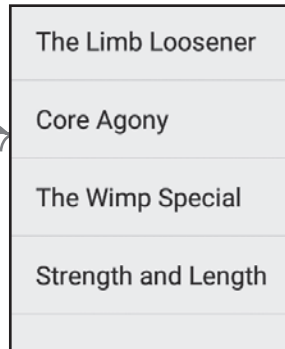 The Limb Loosener
Core Agony
The Wimp Special
Strength and Length